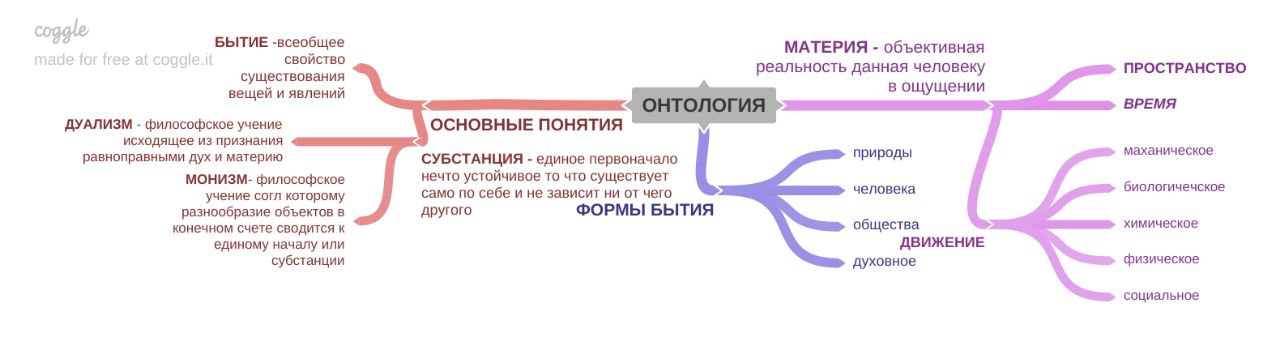 coggle
made for free at coggle.it
БЫТИЕ -всеобщее
свойство
существования
вещей и явлений
ДУАЛИЗМ - философское учение
исходящее из признания
равноправными дух и материю
МОНИЗМ- философское
учение согл которому
разнообразие объектов в
конечном счете сводится к
единому началу или
субстанции
ОСНОВНЫЕ ПОНЯТИЯ
СУБСТАНЦИЯ - единое первоначало
нечто устойчивое то что существует
само по себе и не зависит ни от чего
другого
ОНТОЛОГИЯ
ФОРМЫ БЫТИЯ
природы
человека
общества
духовное
МАТЕРИЯ - объективная
реальность данная человеку
в ощущении
ПРОСТРАНСТВО
ВРЕМЯ
ДВИЖЕНИЕ
маханическое
биологичечское
химическое
физическое
социальное